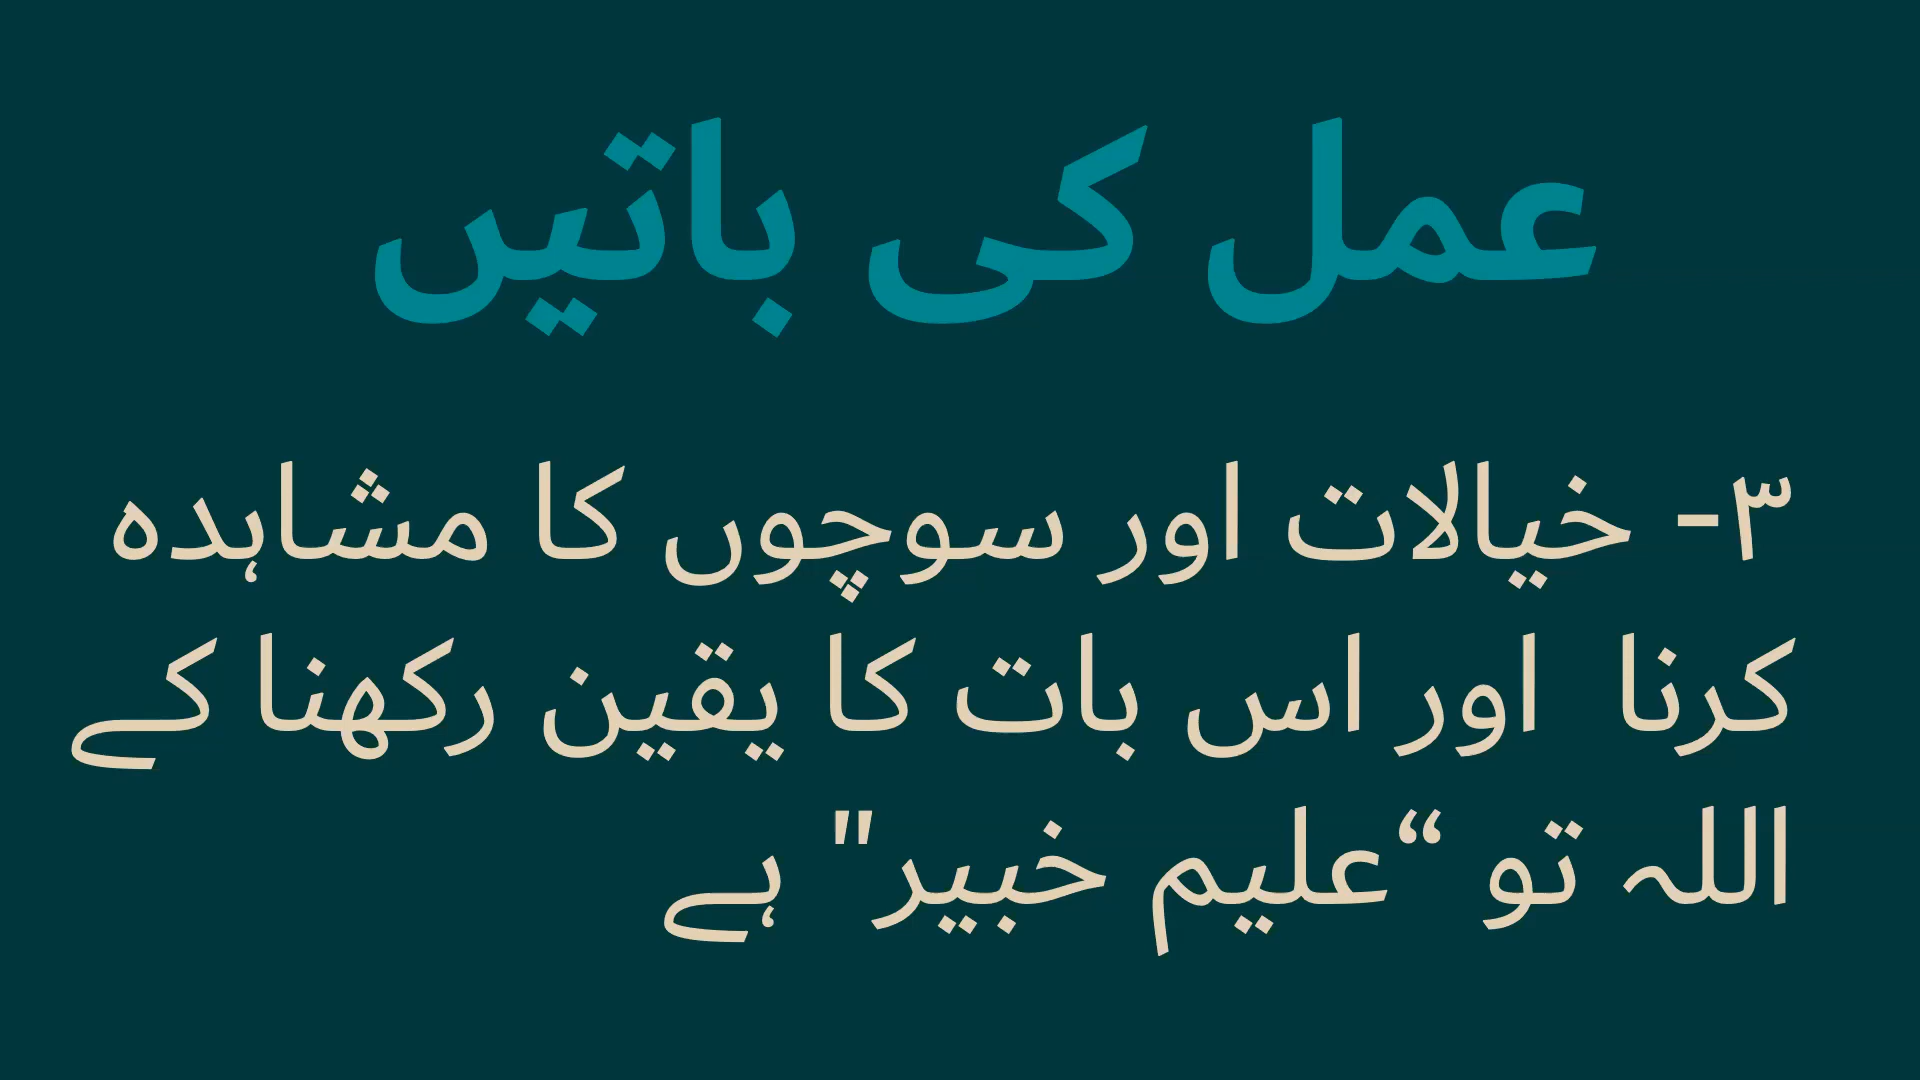 عمل کی باتیں
٣- خیالات اور سوچوں کا مشاہدہ
کرنا  اور اس بات کا یقین رکھنا کے
اللہ تو “علیم خبیر" ہے